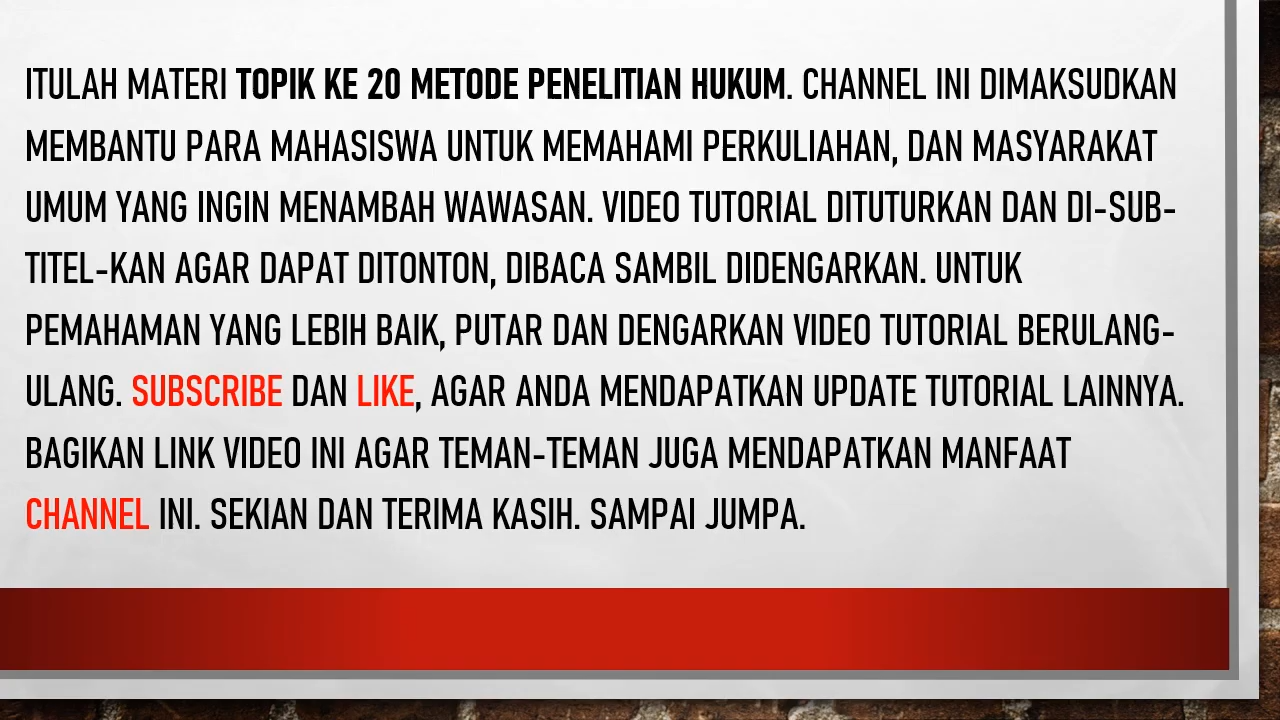 ITULAH MATERI TOPIK KE 20 METODE PENELITIAN HUKUM. CHANNEL INI DIMAKSUDKAN
MEMBANTU PARA MAHASISWA UNTUK MEMAHAMI PERKULIAHAN, DAN MASYARAKAT
UMUM YANG INGIN MENAMBAH WAWASAN. VIDEO TUTORIAL DITUTURKAN DAN DI-SUB-
TITEL-KAN AGAR DAPAT DITONTON, DIBACA SAMBIL DIDENGARKAN. UNTUK
PEMAHAMAN YANG LEBIH BAIK, PUTAR DAN DENGARKAN VIDEO TUTORIAL BERULANG-
ULANG. SUBSCRIBE DAN LIKE, AGAR ANDA MENDAPATKAN UPDATE TUTORIAL LAINNYA.
BAGIKAN LINK VIDEO INI AGAR TEMAN-TEMAN JUGA MENDAPATKAN MANFAAT
CHANNEL INI. SEKIAN DAN TERIMA KASIH. SAMPAI JUMPA.